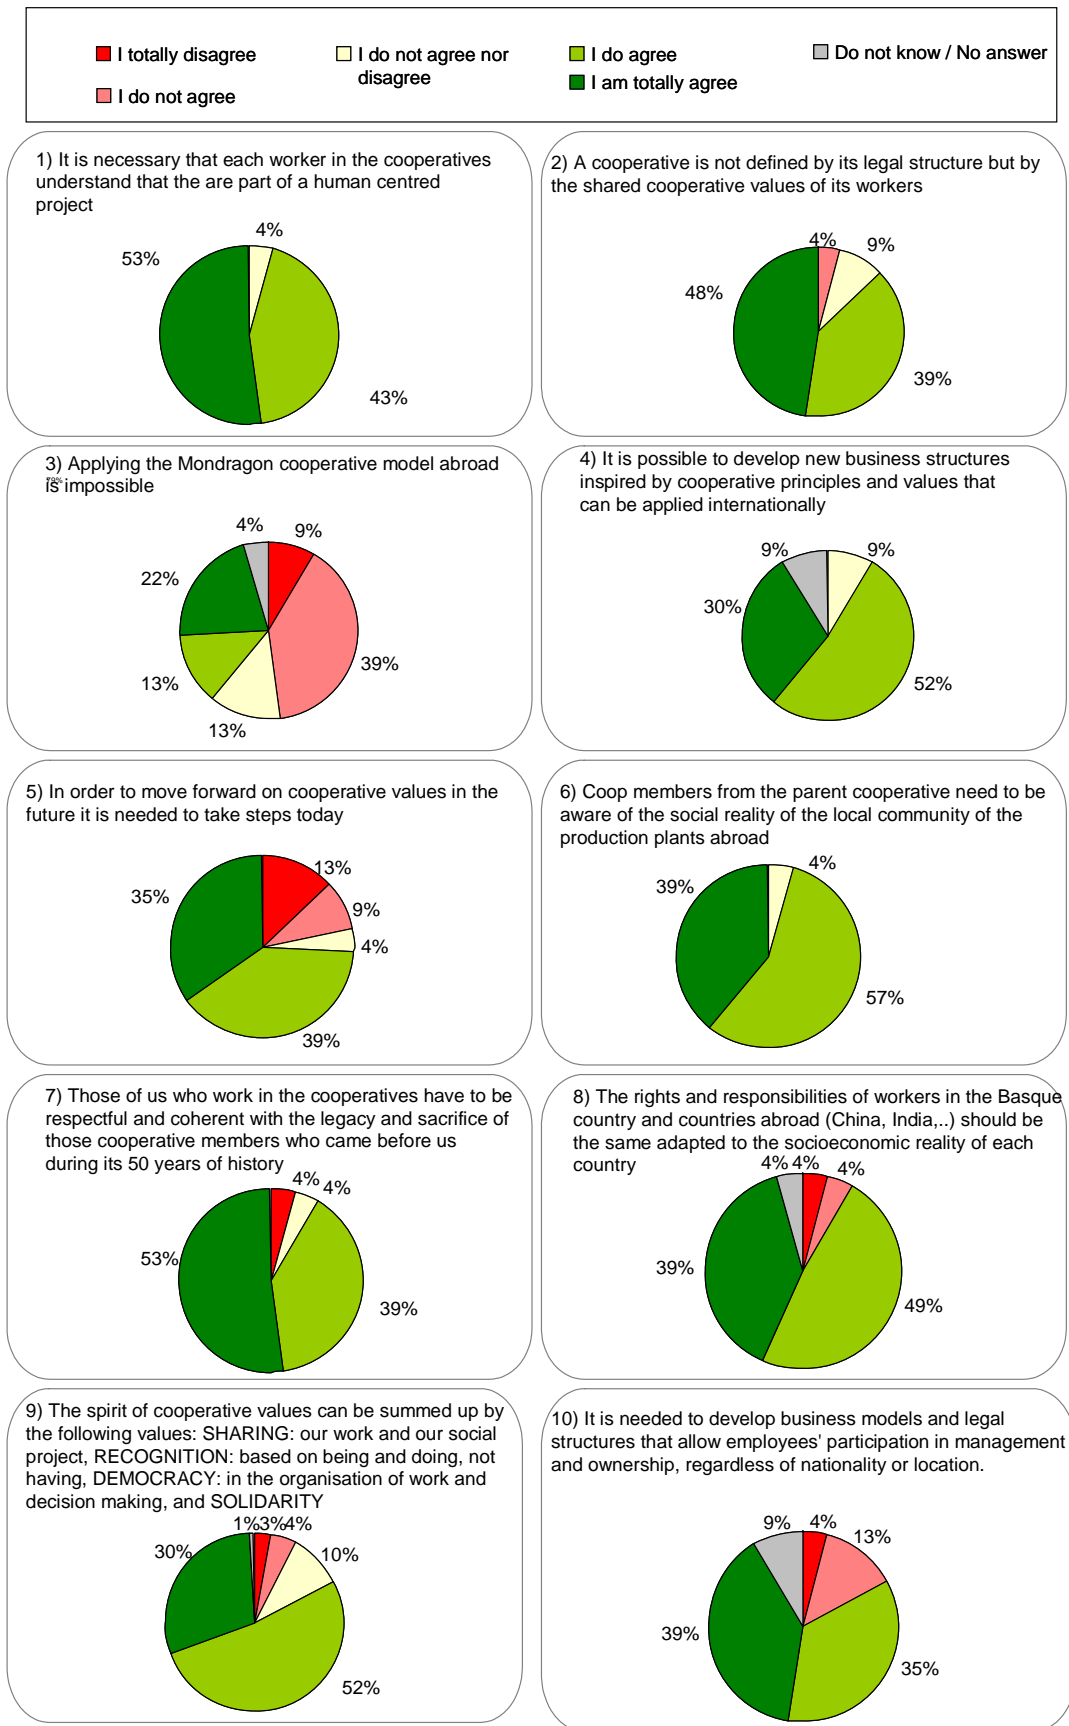 I totally disagree
I do not agree nor
disagree
I do agree
Do not know / No answer
I do not agree
I am totally agree
1) It is necessary that each worker in the cooperatives
understand that the are part of a human centred
project
4%
53%
43%
2) A cooperative is not defined by its legal structure but by
the shared cooperative values of its workers
4%
9%
48%
39%
3) Applying the Mondragon cooperative model abroad
is impossible
4%
9%
22%
39%
13%
13%
4) It is possible to develop new business structures
inspired by cooperative principles and values that
can be applied internationally
9%
9%
30%
52%
5) In order to move forward on cooperative values in the
future it is needed to take steps today
13%
35%
9%
4%
39%
6) Coop members from the parent cooperative need to be
aware of the social reality of the local community of the
production plants abroad
4%
39%
57%
7) Those of us who work in the cooperatives have to be
respectful and coherent with the legacy and sacrifice of
those cooperative members who came before us
during its 50 years of history
4%
4%
53%
39%
8) The rights and responsibilities of workers in the Basque
country and countries abroad (China, India,..) should be
the same adapted to the socioeconomic reality of each
country
4%
4%
4%
39%
49%
9) The spirit of cooperative values can be summed up by
the following values: SHARING: our work and our social
project, RECOGNITION: based on being and doing, not
having, DEMOCRACY: in the organisation of work and
decision making, and SOLIDARITY
1%
3%
4%
30%
10%
52%
10) It is needed to develop business models and legal
structures that allow employees' participation in management
and ownership, regardless of nationality or location.
9%
4%
13%
39%
35%